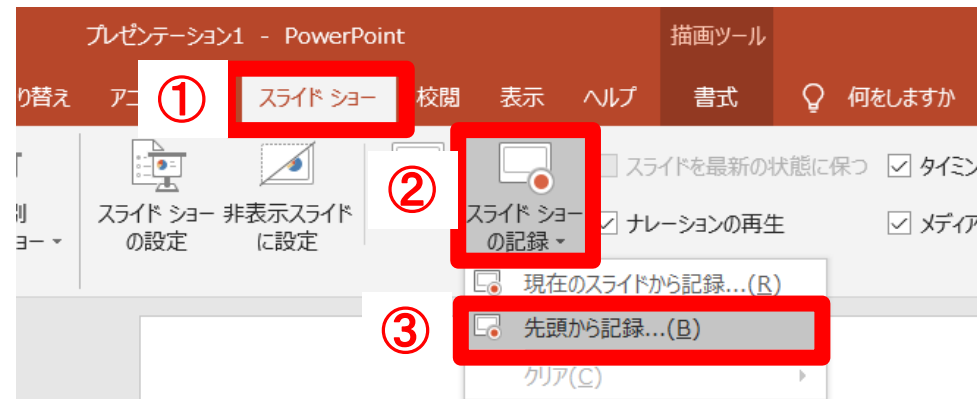 プレゼンテーション1 - PowerPoint 描画ツール
り替え アニ ① スライド ショー 校閲 表示 ヘルプ 書式 何をしますか
② スライドを最新の状態に保つ タイミン
スライド ショー の設定
非表示スライド に設定
スライド ショー の記録
ナレーションの再生 メディア
現在のスライドから記録...(R)
③ 先頭から記録...(B)
クリア(C)